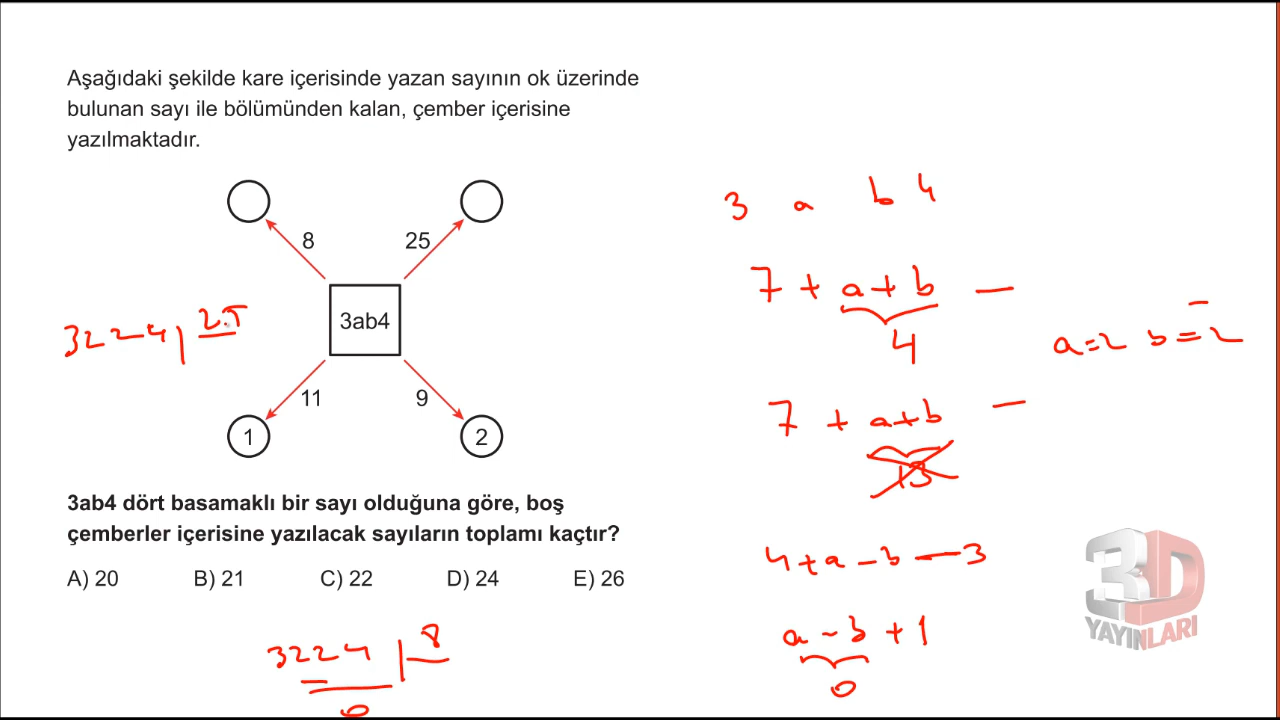 Aşağıdaki şekilde kare içerisinde yazan sayının ok üzerinde
bulunan sayı ile bölümünden kalan, çember içerisine
yazılmaktadır.
8
25
3ab4
11
9
1
2
3ab4 dört basamaklı bir sayı olduğuna göre, boş
çemberler içerisine yazılacak sayıların toplamı kaçtır?
A) 20 B) 21 C) 22 D) 24 E) 26
3224 | 25
3224 | 8
0
3 a b 4
7 + a + b —
4
a=2 b=2
7 + a+b —
13
4+a-b-3
a-b+1
0
3D
YAYINLARI